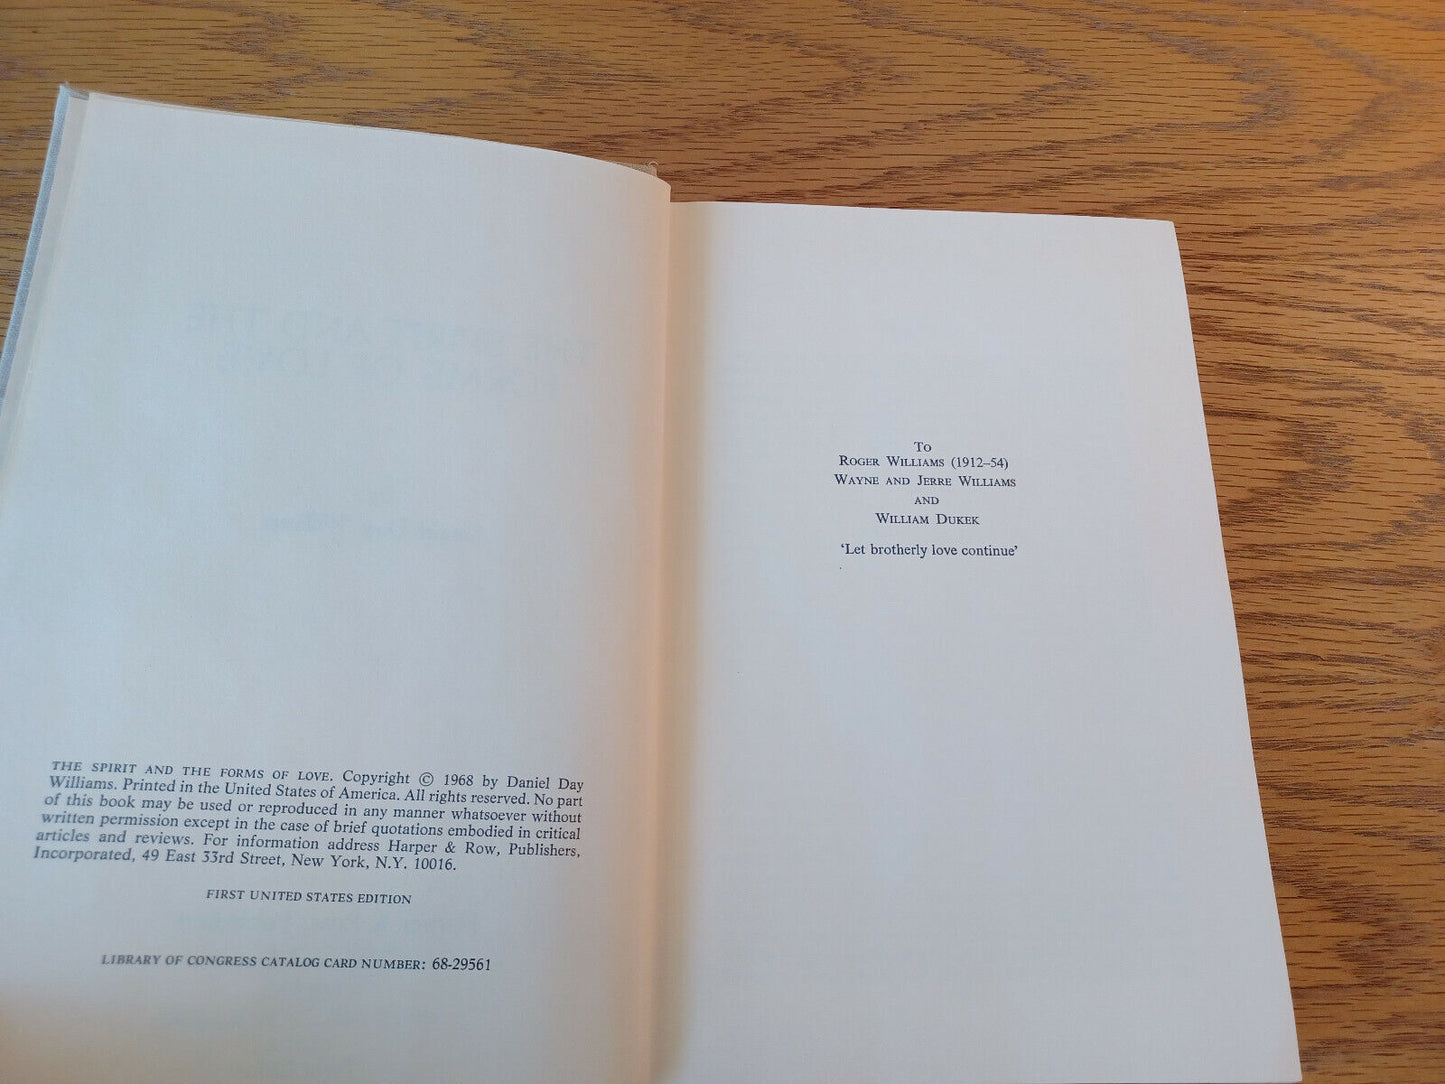 THE SPIRIT AND THE FORMS OF LOVE. Copyright © 1968 by Daniel Day
Williams. Printed in the United States of America. All rights reserved. No part
of this book may be used or reproduced in any manner whatsoever without
written permission except in the case of brief quotations embodied in critical
articles and reviews. For information address Harper & Row, Publishers,
Incorporated, 49 East 33rd Street, New York, N.Y. 10016.
FIRST UNITED STATES EDITION
LIBRARY OF CONGRESS CATALOG CARD NUMBER: 68-29561
TO
ROGER WILLIAMS (1912–54)
WAYNE AND JERRE WILLIAMS
AND
WILLIAM DUKEK
‘Let brotherly love continue’